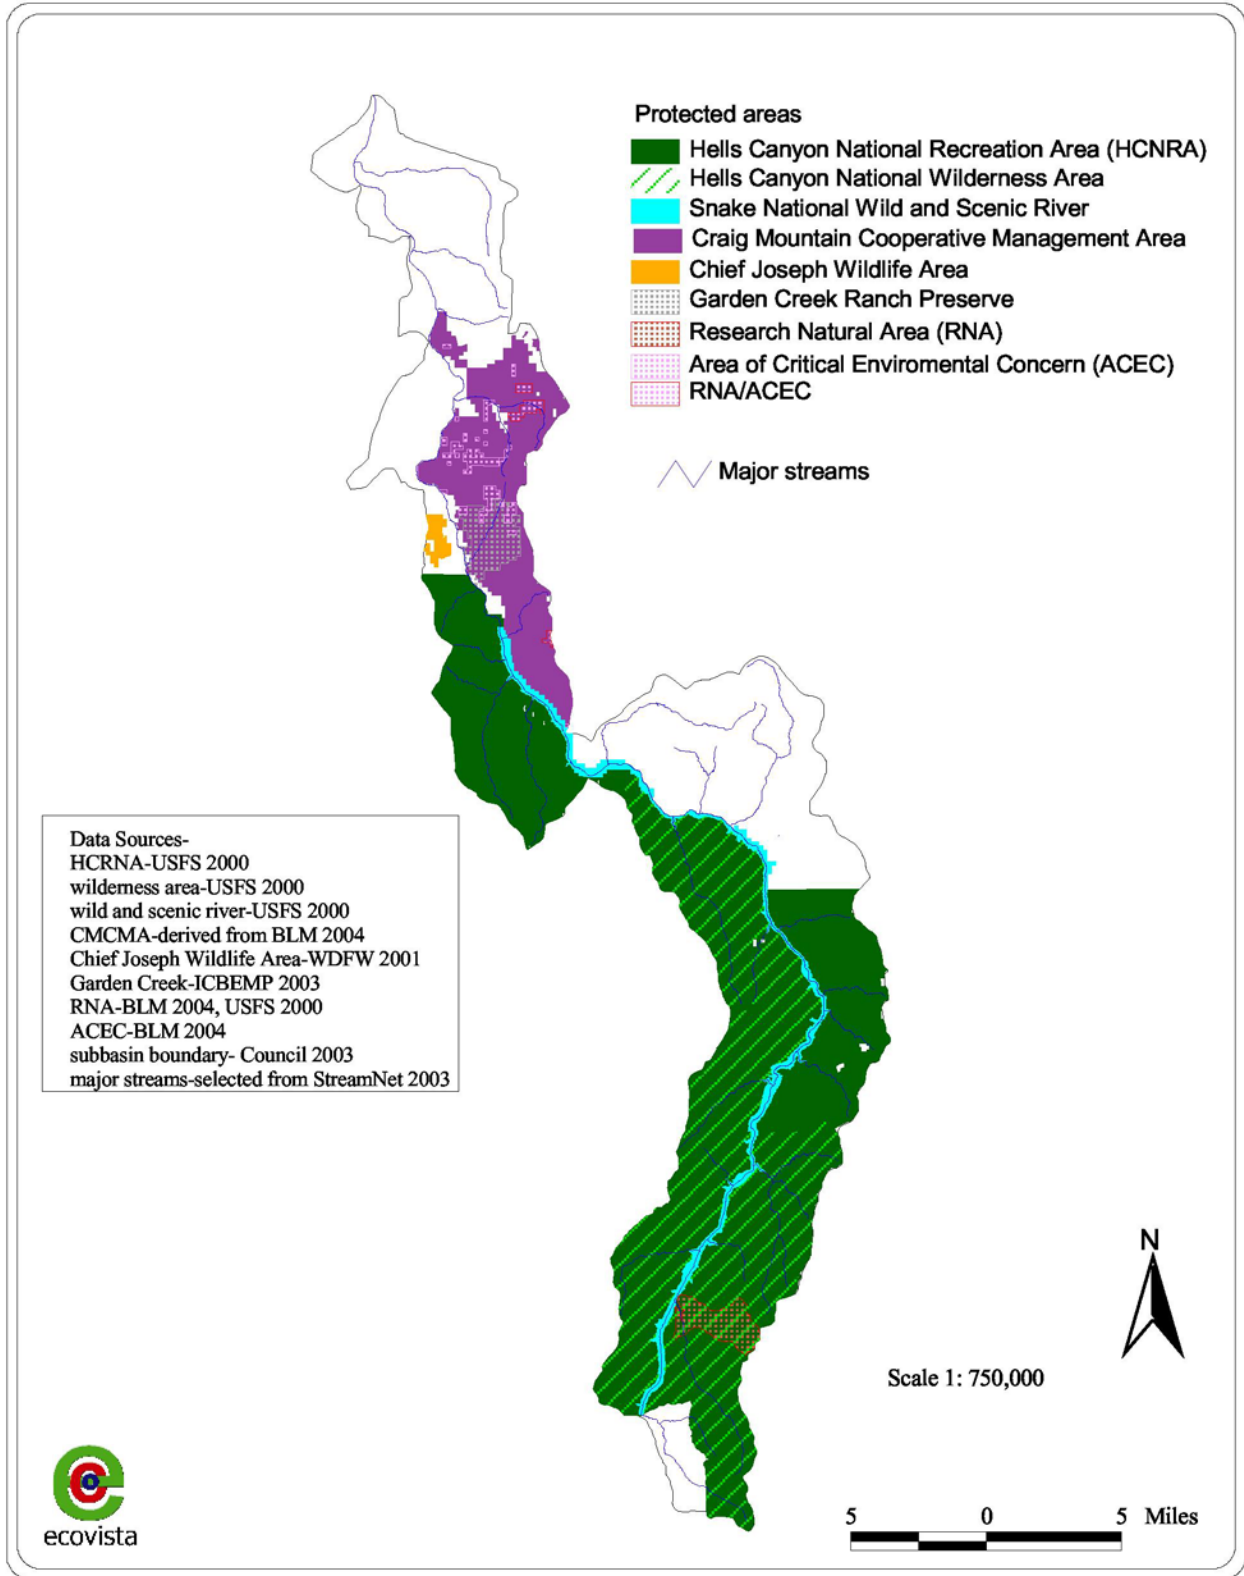 Protected areas
Hells Canyon National Recreation Area (HCNRA)
Hells Canyon National Wilderness Area
Snake National Wild and Scenic River
Craig Mountain Cooperative Management Area
Chief Joseph Wildlife Area
Garden Creek Ranch Preserve
Research Natural Area (RNA)
Area of Critical Enviromental Concern (ACEC)
RNA/ACEC
Major streams
Data Sources-
HCRNA-USFS 2000
wilderness area-USFS 2000
wild and scenic river-USFS 2000
CMCMA-derived from BLM 2004
Chief Joseph Wildlife Area-WDFW 2001
Garden Creek-ICBEMP 2003
RNA-BLM 2004, USFS 2000
ACEC-BLM 2004
subbasin boundary- Council 2003
major streams-selected from StreamNet 2003
N
Scale 1: 750,000
5 0 5 Miles
ecovista